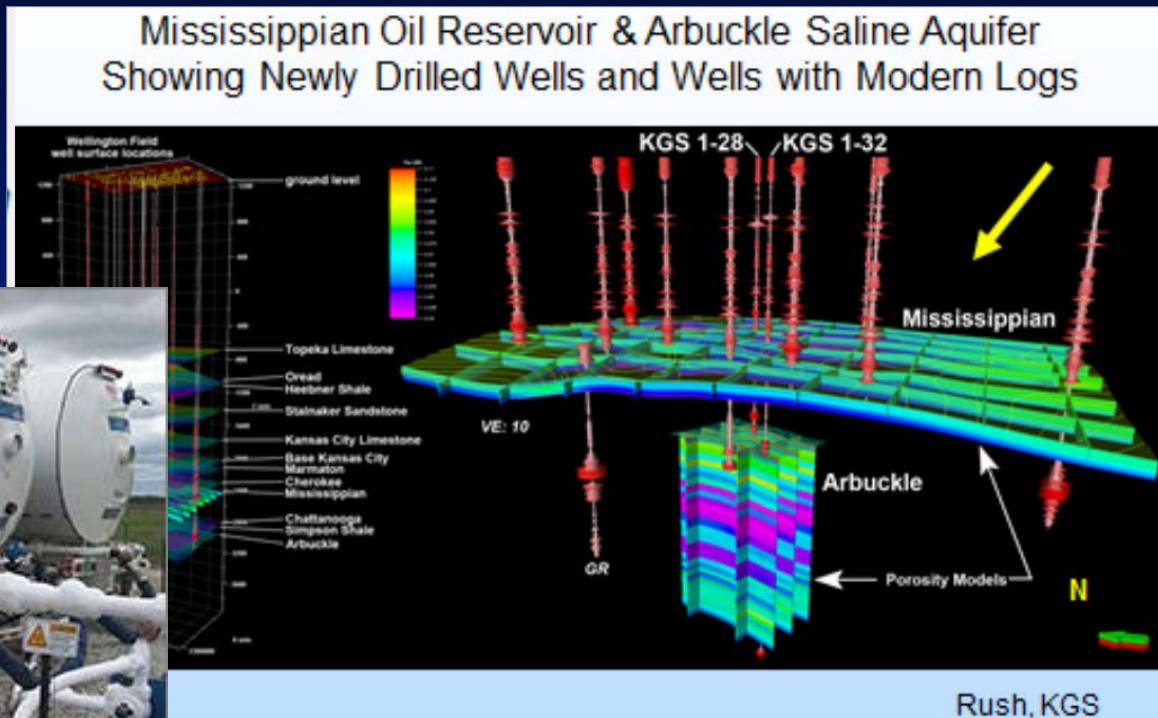 Mississippian Oil Reservoir & Arbuckle Saline Aquifer
Showing Newly Drilled Wells and Wells with Modern Logs
Wellington Field
well surface locations
ground level
Topeka Limestone
Oread
Heebner Shale
Stalnaker Sandstone
Kansas City Limestone
Base Kansas City
Marmaton
Cherokee
Mississippian
Chattanooga
Simpson Shale
Arbuckle
KGS 1-28
KGS 1-32
Mississippian
VE: 10
Arbuckle
GR
Porosity Models
N
Rush, KGS